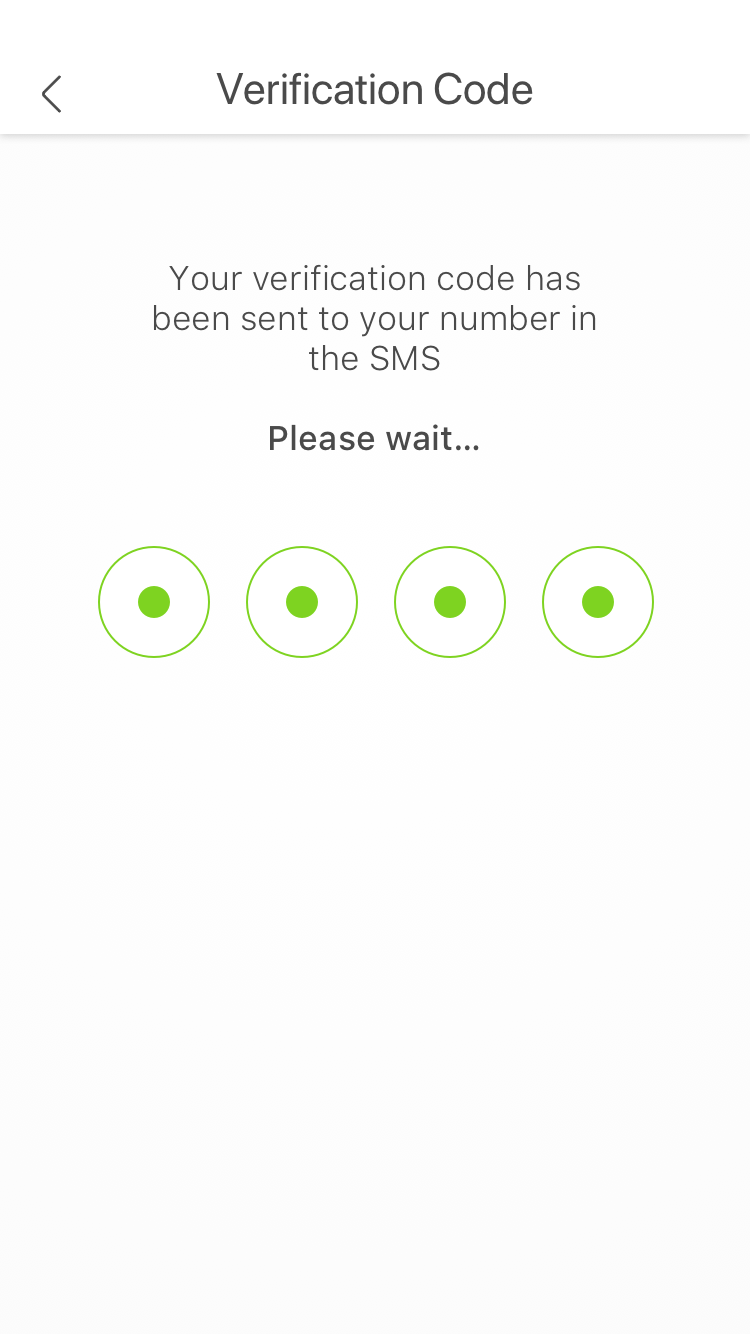 Verification Code
Your verification code has
been sent to your number in
the SMS
Please wait...